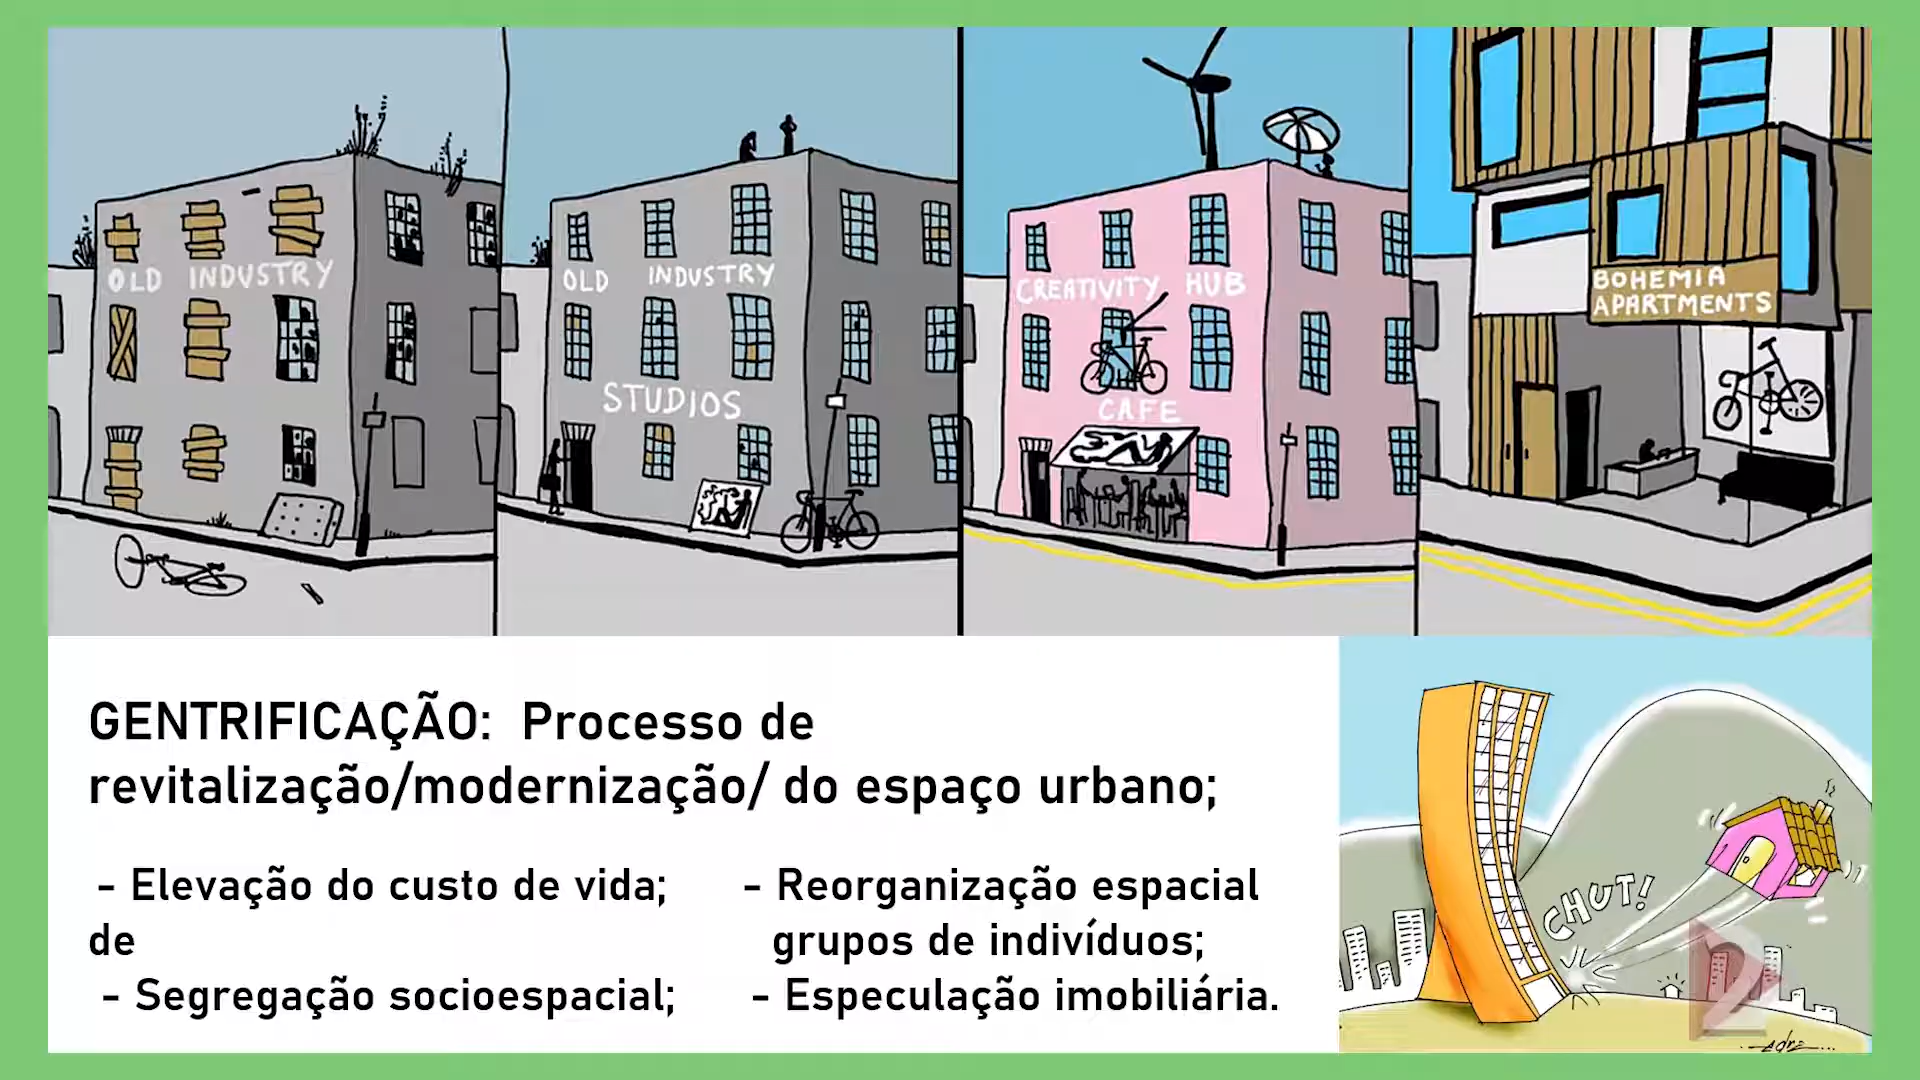 OLD INDUSTRY
OLD INDUSTRY
STUDIOS
CREATIVITY HUB
CAFE
BOHEMIA
APARTMENTS
GENTRIFICAÇÃO: Processo de
revitalização/modernização/ do espaço urbano;
- Elevação do custo de vida; - Reorganização espacial
de grupos de indivíduos;
- Segregação socioespacial; - Especulação imobiliária.
CHUT!
2